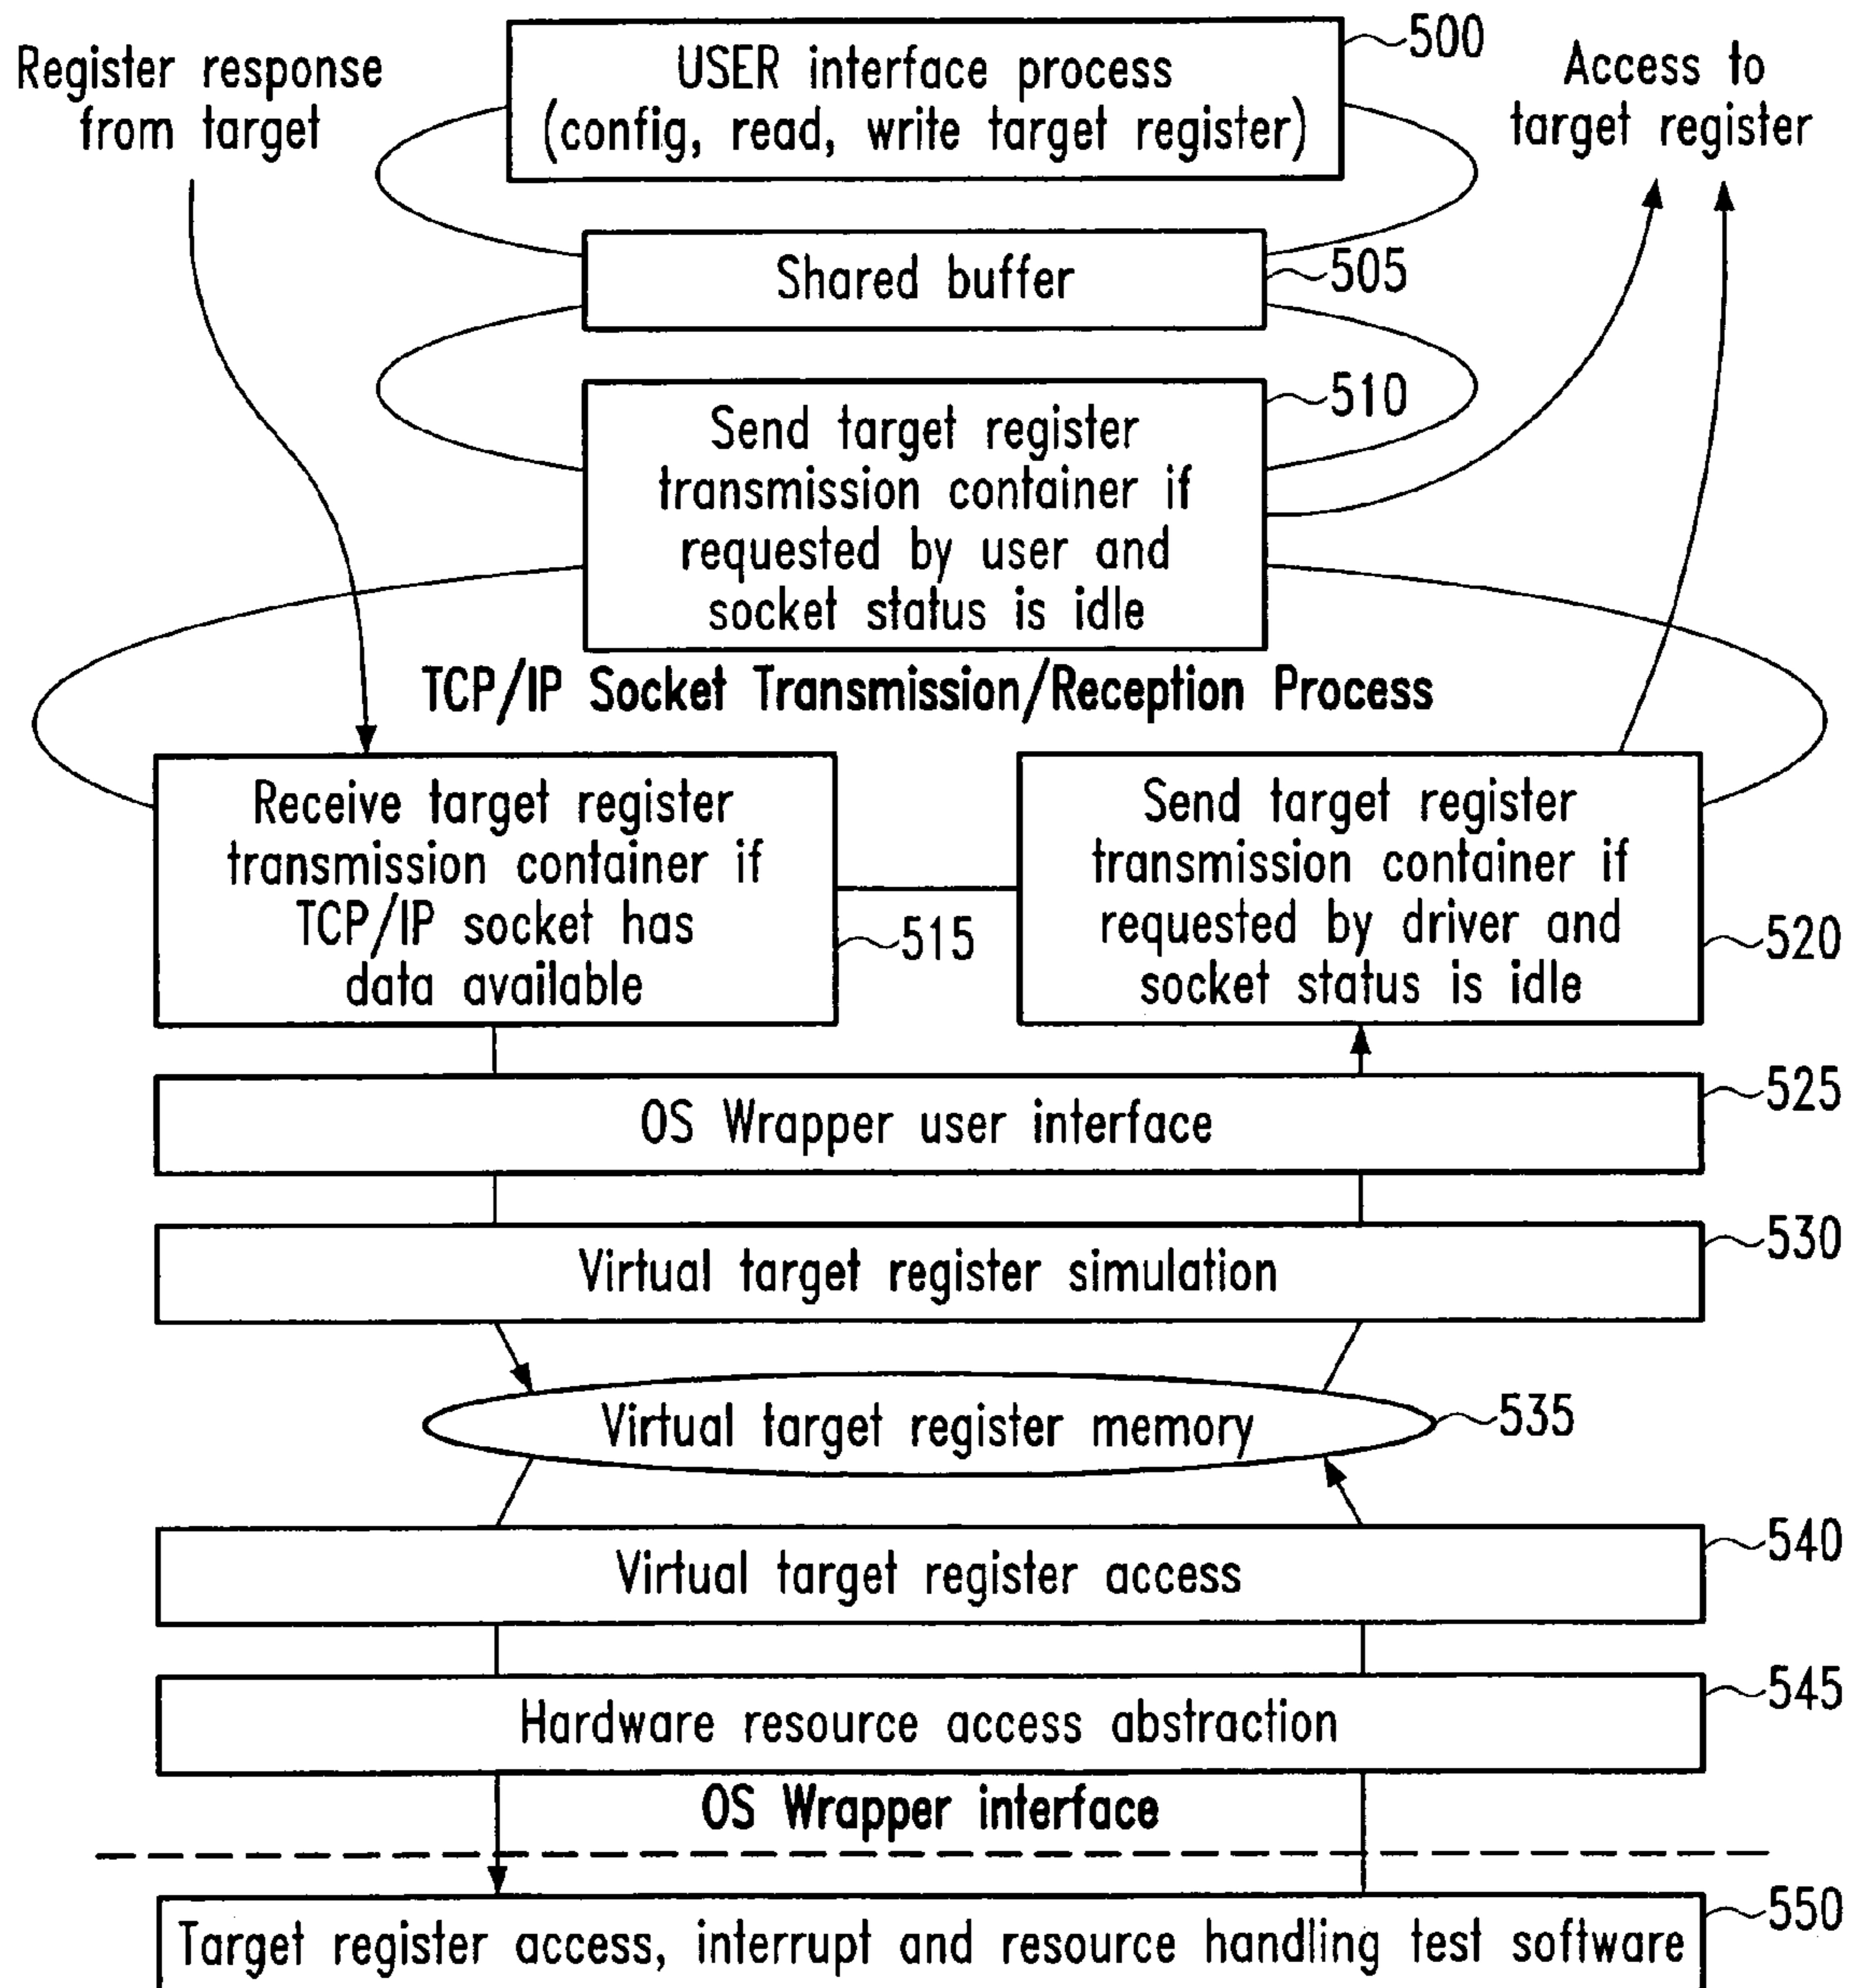 Register response
from target
USER interface process
(config, read, write target register)
500
Access to
target register
Shared buffer
505
Send target register
transmission container if
requested by user and
socket status is idle
510
TCP/IP Socket Transmission/Reception Process
Receive target register
transmission container if
TCP/IP socket has
data available
515
Send target register
transmission container if
requested by driver and
socket status is idle
520
OS Wrapper user interface
525
Virtual target register simulation
530
Virtual target register memory
535
Virtual target register access
540
Hardware resource access abstraction
545
OS Wrapper interface
Target register access, interrupt and resource handling test software
550